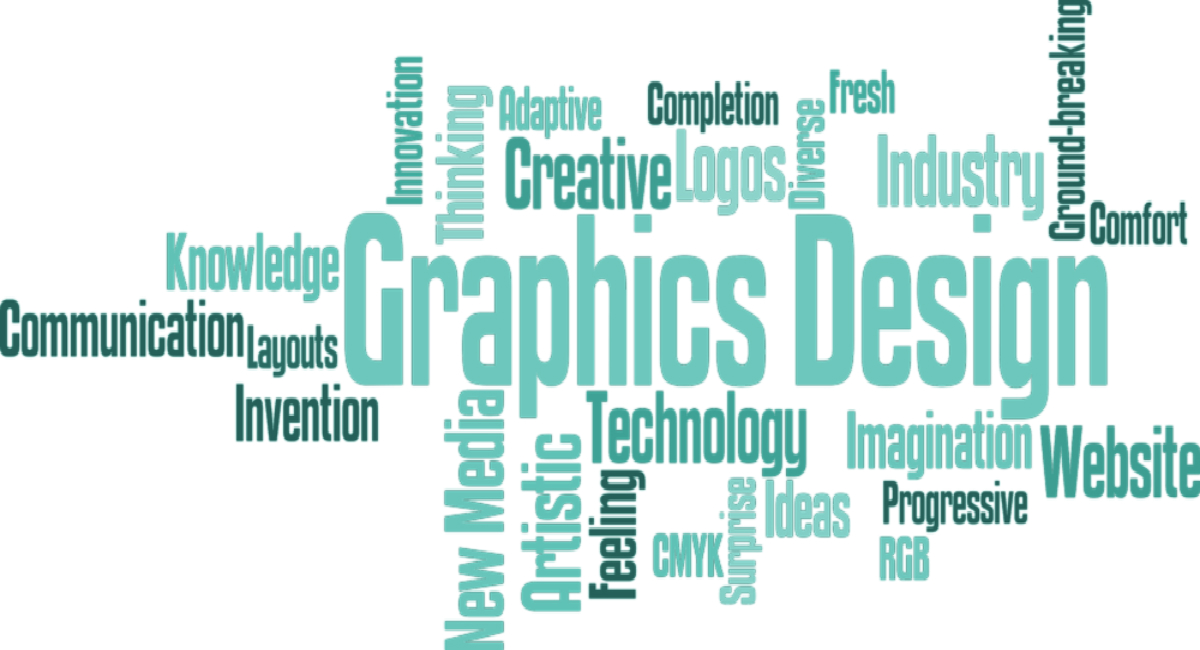 Innovation
Thinking
Adaptive
Completion
Fresh
Ground-breaking
Creative
Logos
Diverse
Industry
Comfort
Knowledge
Graphics Design
Communication
Layouts
Invention
New Media
Technology
Artistic
Imagination
Website
Feeling
CMYK
Surprise
Ideas
Progressive
RGB